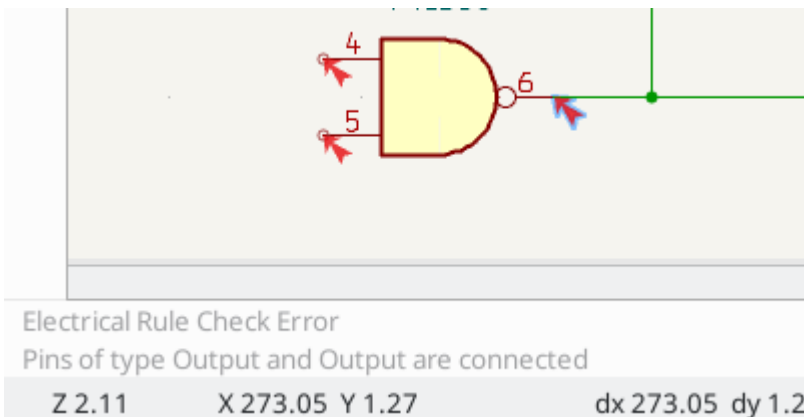 4
6
5
Electrical Rule Check Error
Pins of type Output and Output are connected
Z 2.11 X 273.05 Y 1.27 dx 273.05 dy 1.2